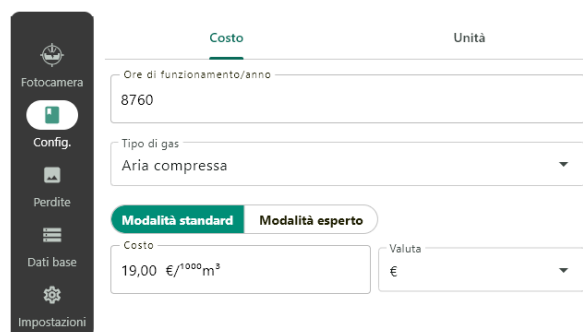 Costo
Unità
Fotocamera
Config.
Perdite
Dati base
Impostazioni
Ore di funzionamento/anno
8760
Tipo di gas
Aria compressa
Modalità standard
Modalità esperto
Costo
19,00 €/¹⁰⁰⁰m³
Valuta
€